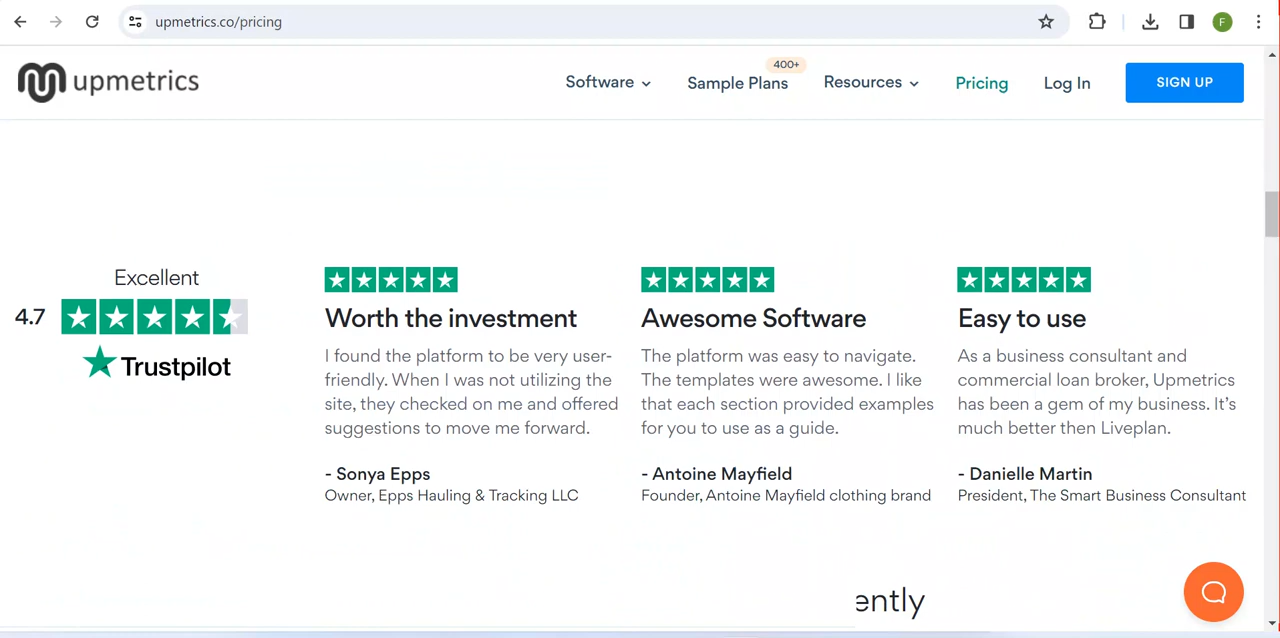 upmetrics.co/pricing
F
upmetrics
Software
Sample Plans
400+
Resources
Pricing
Log In
SIGN UP
Excellent
4.7
Trustpilot
Worth the investment
I found the platform to be very user-
friendly. When I was not utilizing the
site, they checked on me and offered
suggestions to move me forward.
- Sonya Epps
Owner, Epps Hauling & Tracking LLC
Awesome Software
The platform was easy to navigate.
The templates were awesome. I like
that each section provided examples
for you to use as a guide.
- Antoine Mayfield
Founder, Antoine Mayfield clothing brand
Easy to use
As a business consultant and
commercial loan broker, Upmetrics
has been a gem of my business. It's
much better then Liveplan.
- Danielle Martin
President, The Smart Business Consultant
ently